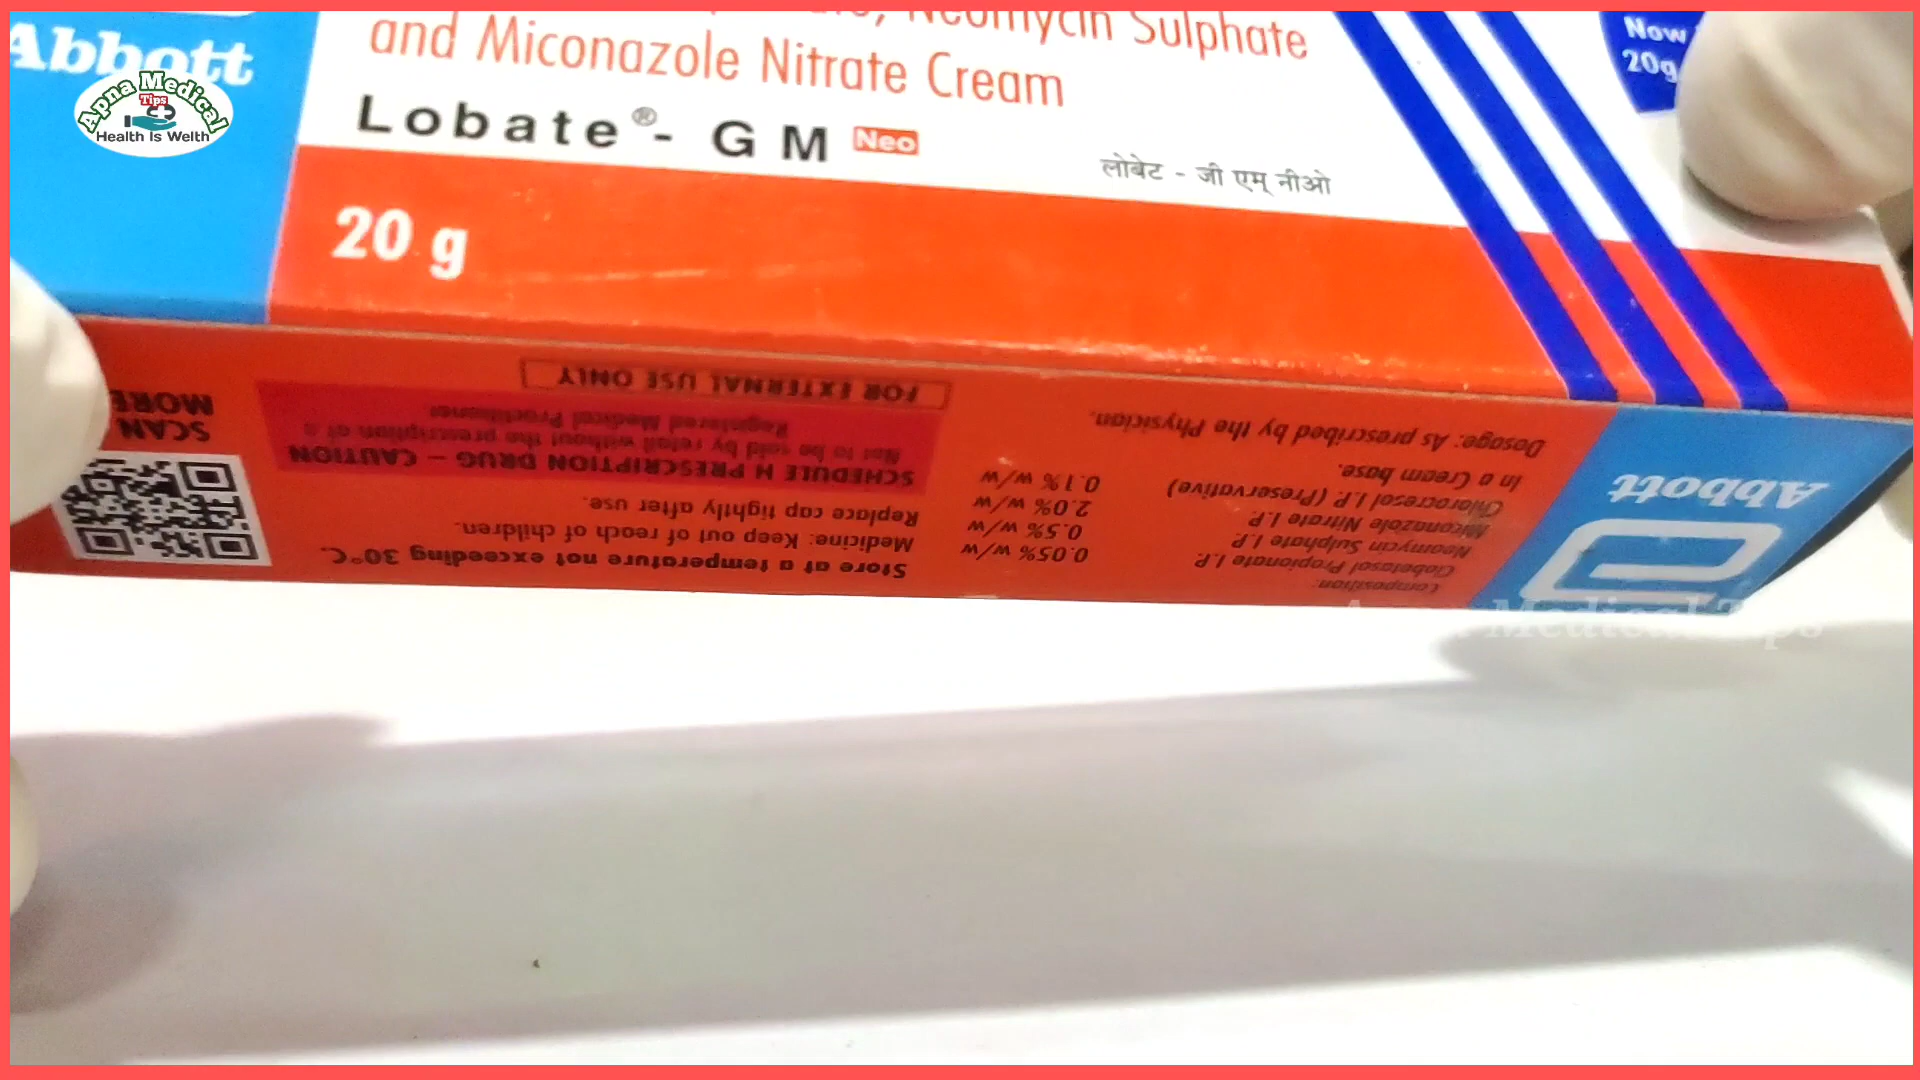 Neomycin Sulphate
and Miconazole Nitrate Cream
Abbott
Lobate®- GM Neo
लोबेट - जी एम् नीओ
20 g
Now
20g
Apna Medical
Tips
Health Is Welth
Composition:
Gobetasol Propionate I.P. 0.05% w/w
Neomycin Sulphate I.P. 0.5% w/w
Miconazole Nitrate I.P. 2.0% w/w
Chlorocresol I.P. (Preservative) 0.1% w/w
In a Cream base.
Dosage: As prescribed by the Physician.
Store at a temperature not exceeding 30°C.
Medicine: Keep out of reach of children.
Replace cap tightly after use.
SCHEDULE H PRESCRIPTION DRUG – CAUTION
Not to be sold by retail without the prescription of a
Registered Medical Practitioner
FOR EXTERNAL USE ONLY
SCAN
MORE
Abbott
Medical Tips